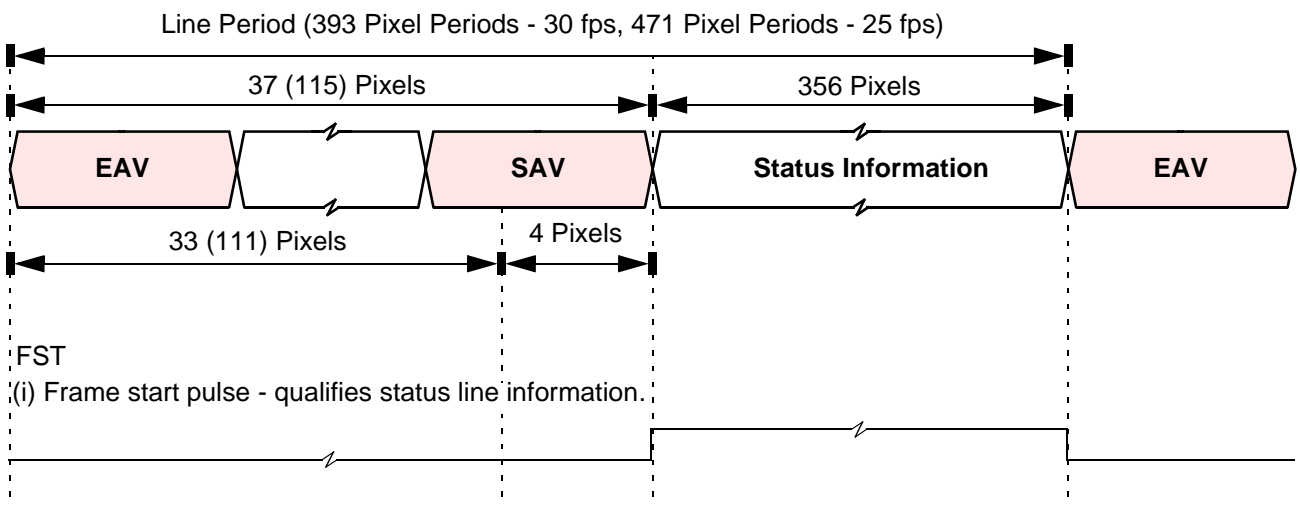 Line Period (393 Pixel Periods - 30 fps, 471 Pixel Periods - 25 fps)
37 (115) Pixels
356 Pixels
EAV
SAV
Status Information
EAV
33 (111) Pixels
4 Pixels
FST
(i) Frame start pulse - qualifies status line information.